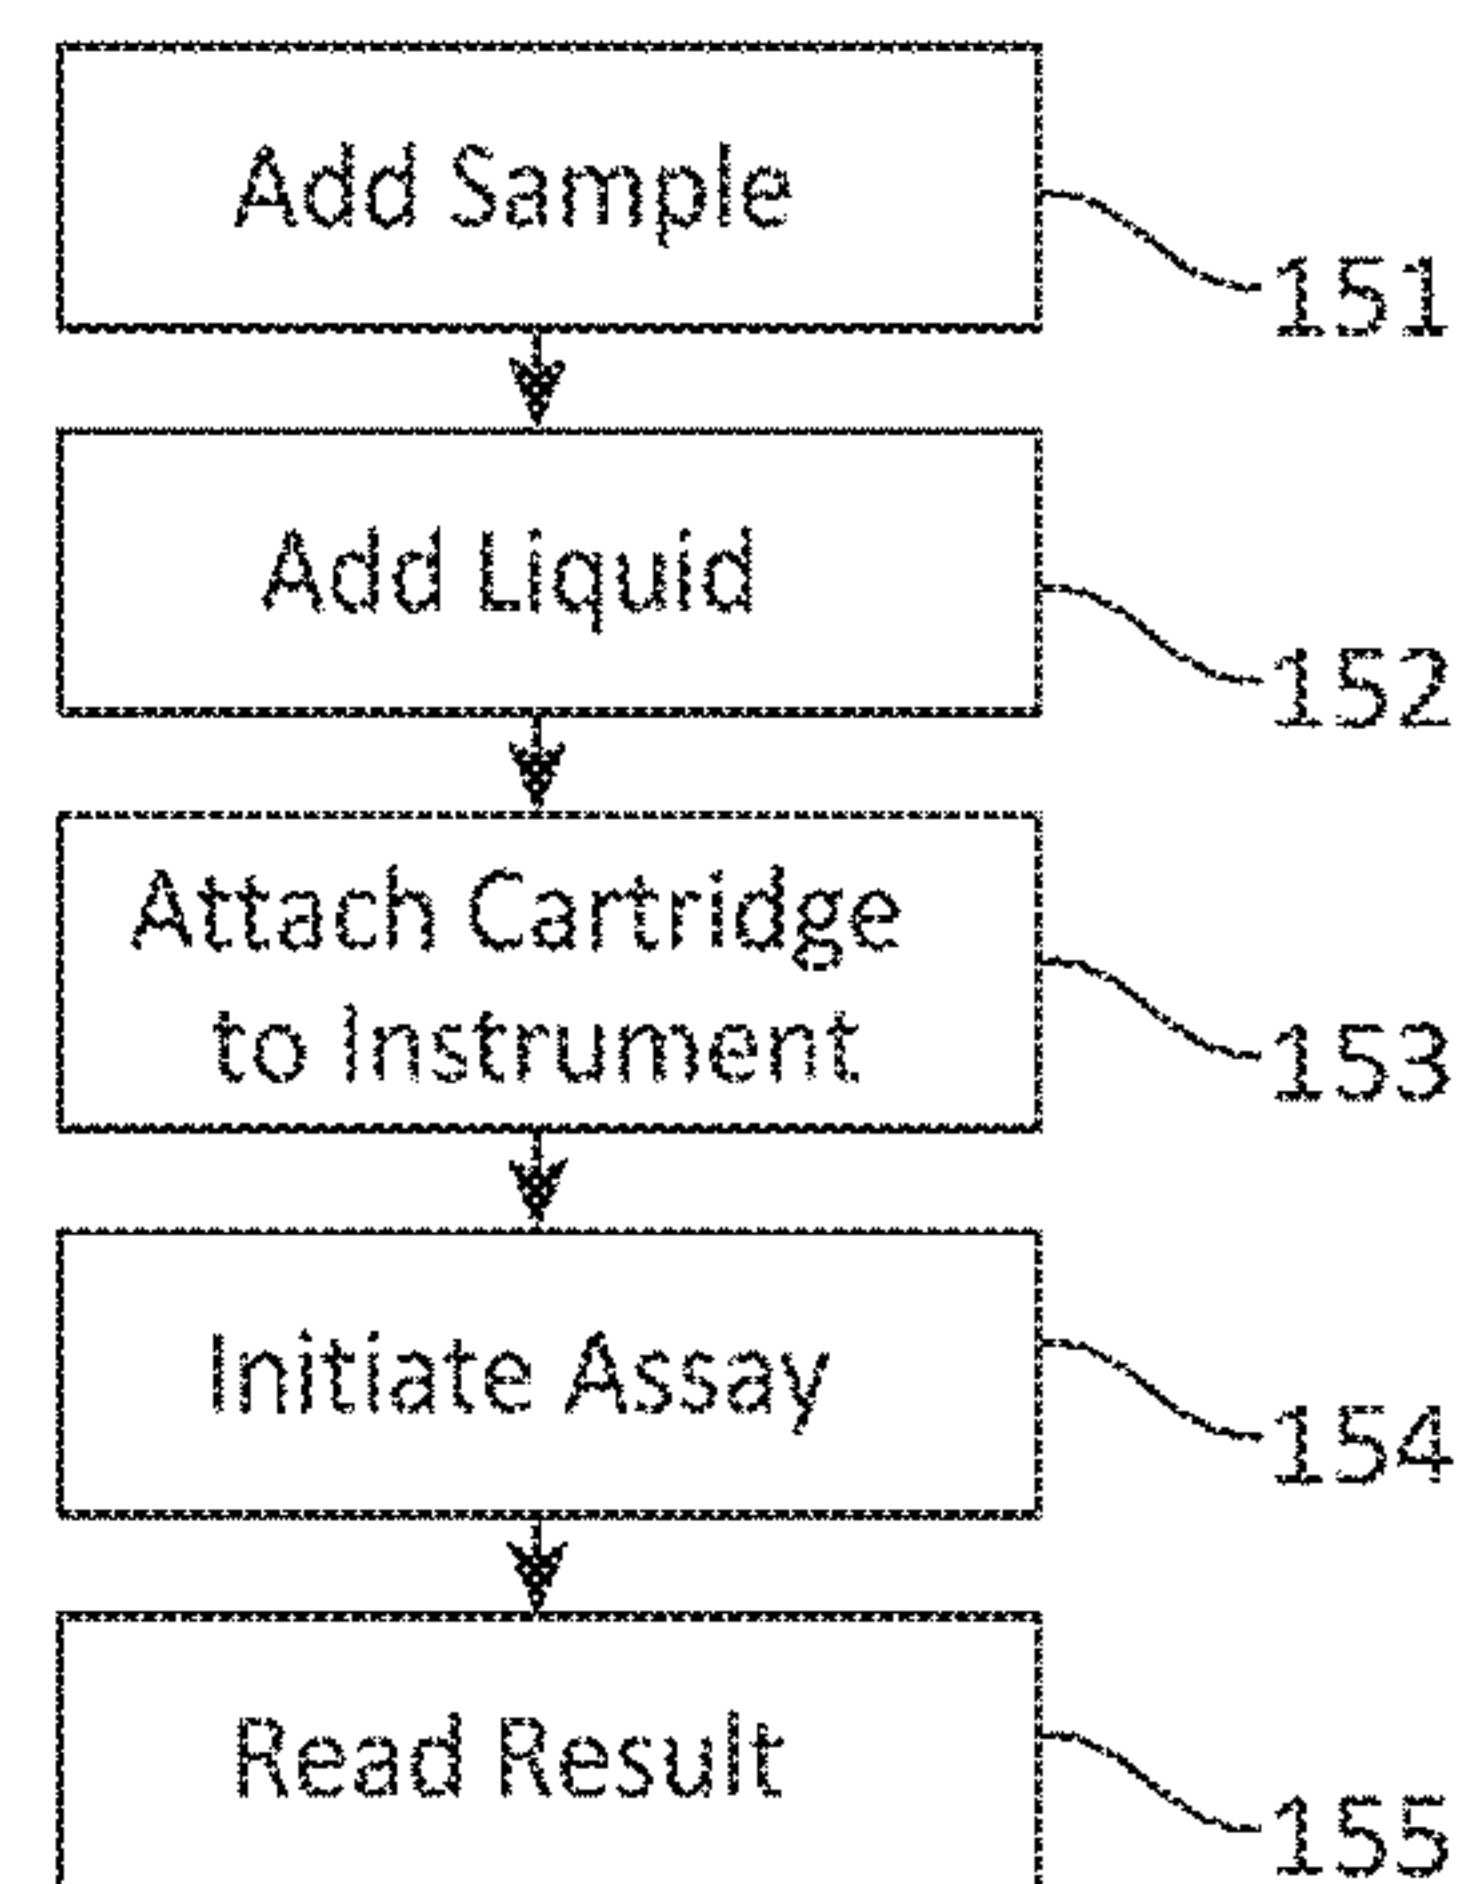 Add Sample
151
Add Liquid
152
Attach Cartridge
to Instrument
153
Initiate Assay
154
Read Result
155